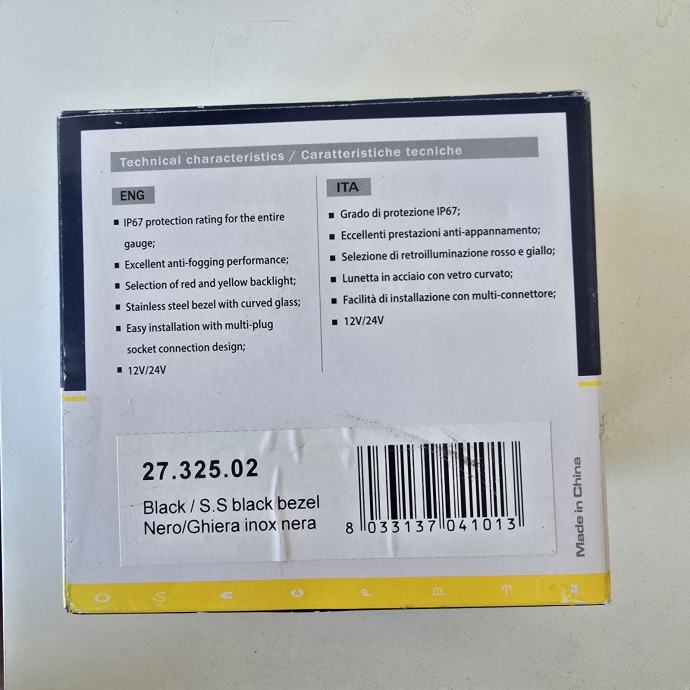 Technical characteristics / Caratteristiche tecniche
ENG
▪ IP67 protection rating for the entire
gauge;
▪ Excellent anti-fogging performance;
▪ Selection of red and yellow backlight;
▪ Stainless steel bezel with curved glass;
▪ Easy installation with multi-plug
socket connection design;
▪ 12V/24V
ITA
▪ Grado di protezione IP67;
▪ Eccellenti prestazioni anti-appannamento;
▪ Selezione di retroilluminazione rosso e giallo;
▪ Lunetta in acciaio con vetro curvato;
▪ Facilità di installazione con multi-connettore;
▪ 12V/24V
27.325.02
Black / S.S black bezel
Nero/Ghiera inox nera
8 033137 041013
Made in China